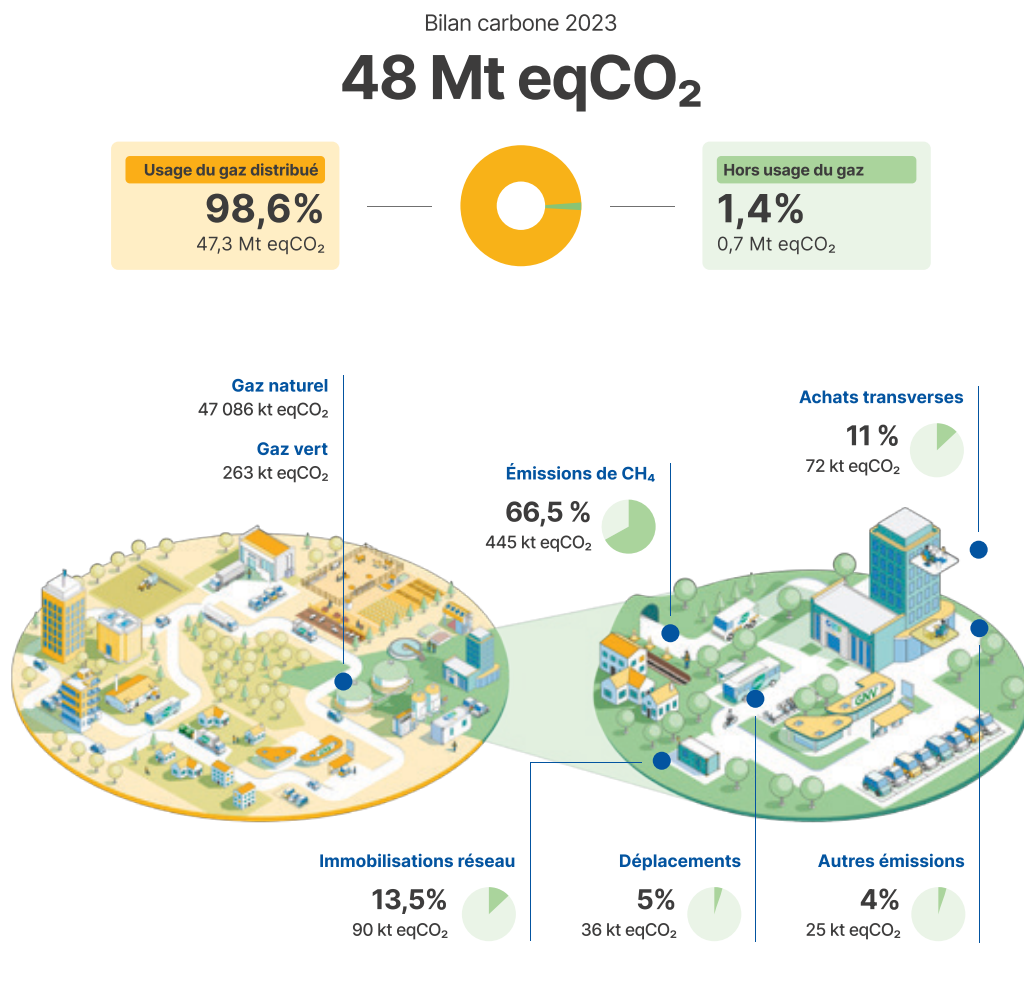 Bilan carbone 2023
48 Mt eqCO₂
Usage du gaz distribué
98,6%
47,3 Mt eqCO₂
Hors usage du gaz
1,4%
0,7 Mt eqCO₂
Gaz naturel
47 086 kt eqCO₂
Gaz vert
263 kt eqCO₂
Émissions de CH₄
66,5 %
445 kt eqCO₂
Achats transverses
11 %
72 kt eqCO₂
GNV
GNV
Immobilisations réseau
13,5%
90 kt eqCO₂
Déplacements
5%
36 kt eqCO₂
Autres émissions
4%
25 kt eqCO₂